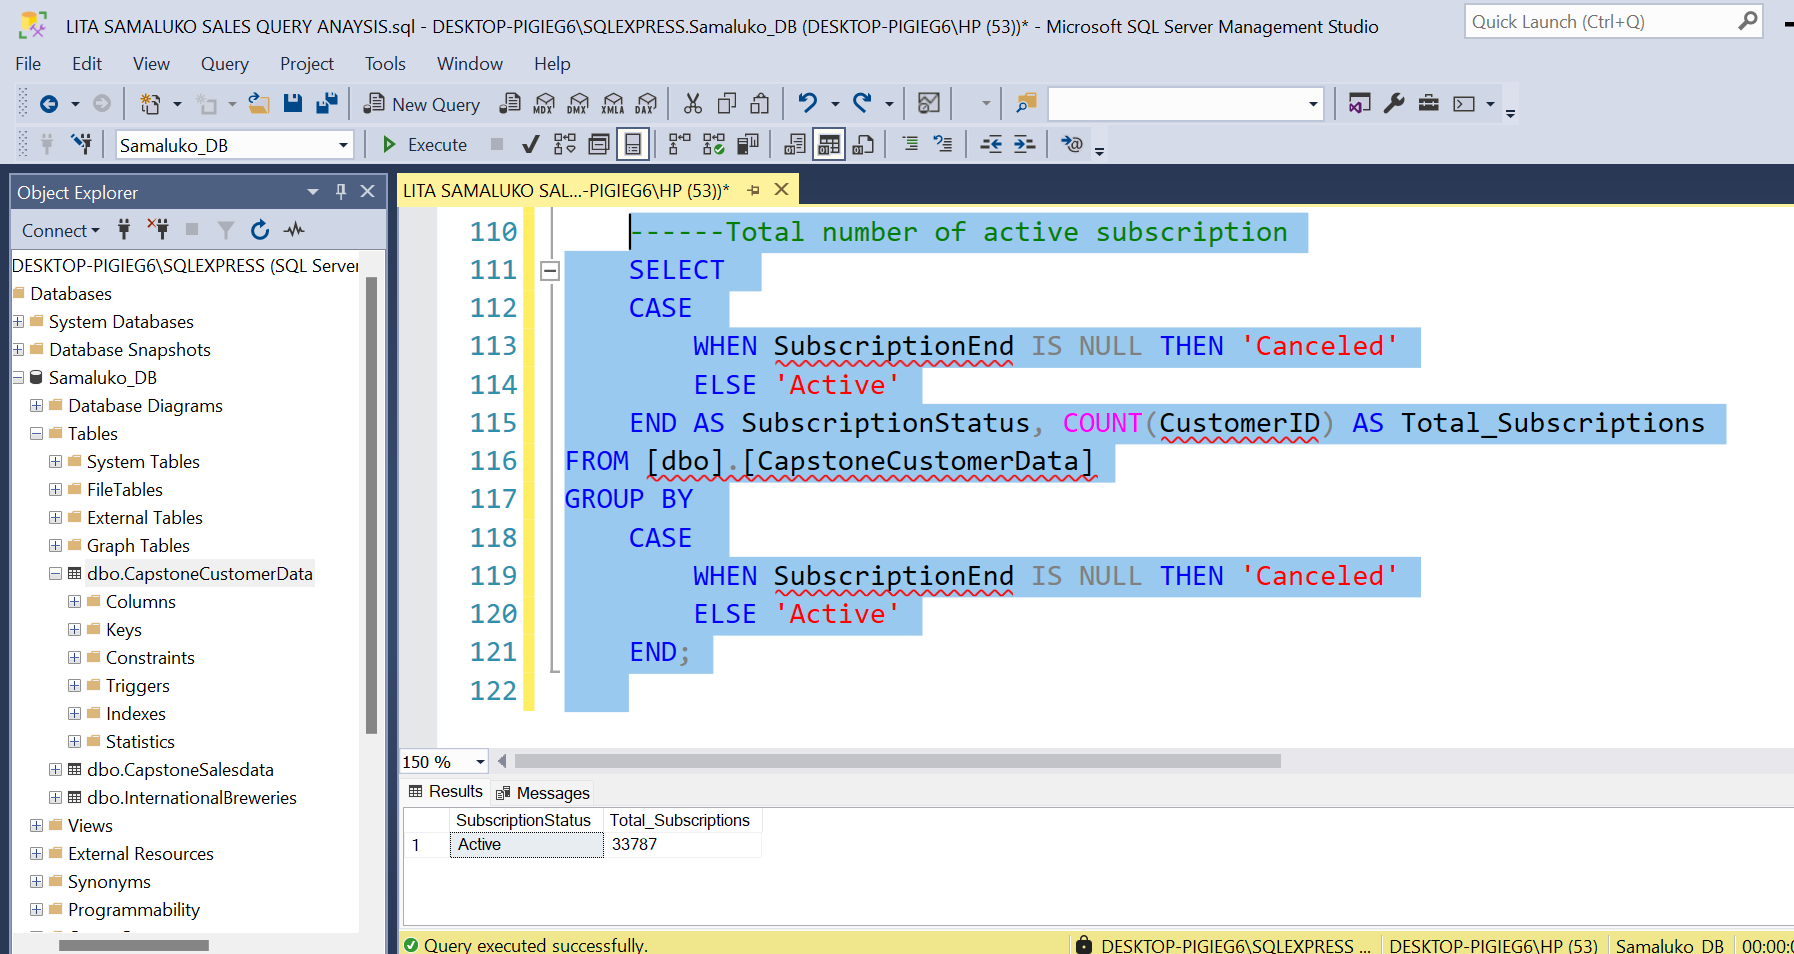 LITA SAMALUKO SALES QUERY ANAYSIS.sql - DESKTOP-PIGIEG6\SQLEXPRESS.Samaluko_DB (DESKTOP-PIGIEG6\HP (53))* - Microsoft SQL Server Management Studio
Quick Launch (Ctrl+Q)
File Edit View Query Project Tools Window Help
New Query MDX DMX XMLA DAX
Samaluko_DB Execute
Object Explorer
LITA SAMALUKO SAL...-PIGIEG6\HP (53))*
Connect
DESKTOP-PIGIEG6\SQLEXPRESS (SQL Server
Databases
System Databases
Database Snapshots
Samaluko_DB
Database Diagrams
Tables
System Tables
FileTables
External Tables
Graph Tables
dbo.CapstoneCustomerData
Columns
Keys
Constraints
Triggers
Indexes
Statistics
dbo.CapstoneSalesdata
dbo.InternationalBreweries
Views
External Resources
Synonyms
Programmability
110 ------Total number of active subscription
111 SELECT
112 CASE
113 WHEN SubscriptionEnd IS NULL THEN 'Canceled'
114 ELSE 'Active'
115 END AS SubscriptionStatus, COUNT(CustomerID) AS Total_Subscriptions
116 FROM [dbo].[CapstoneCustomerData]
117 GROUP BY
118 CASE
119 WHEN SubscriptionEnd IS NULL THEN 'Canceled'
120 ELSE 'Active'
121 END;
122
150 %
Results Messages
SubscriptionStatus Total_Subscriptions
1 Active 33787
Query executed successfully. DESKTOP-PIGIEG6\SQLEXPRESS ... DESKTOP-PIGIEG6\HP (53) Samaluko_DB 00:00: